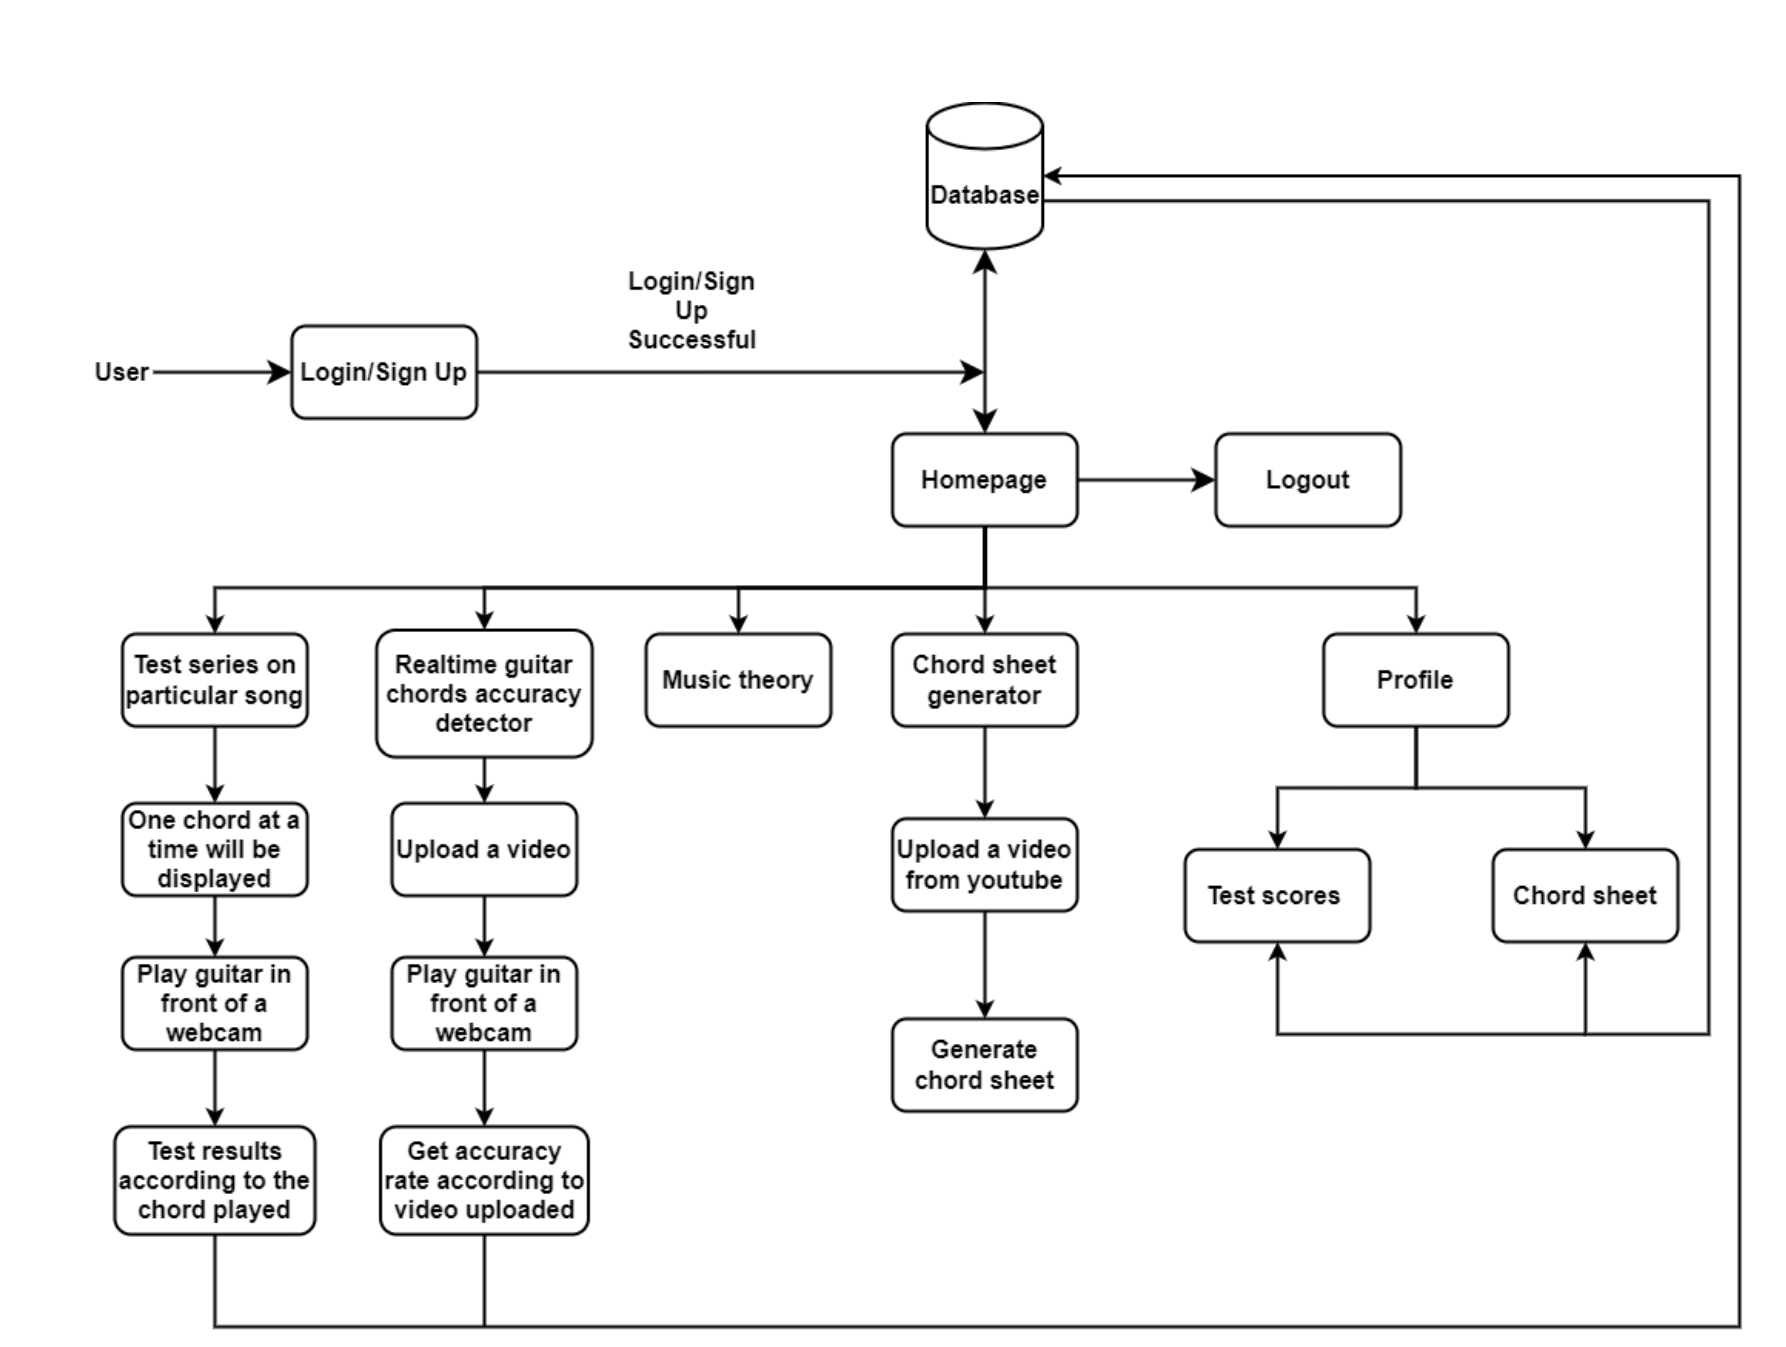 Database
Login/Sign
Up
Successful
User
Login/Sign Up
Homepage
Logout
Test series on
particular song
Realtime guitar
chords accuracy
detector
Music theory
Chord sheet
generator
Profile
One chord at a
time will be
displayed
Upload a video
Upload a video
from youtube
Test scores
Chord sheet
Play guitar in
front of a
webcam
Play guitar in
front of a
webcam
Generate
chord sheet
Test results
according to the
chord played
Get accuracy
rate according to
video uploaded